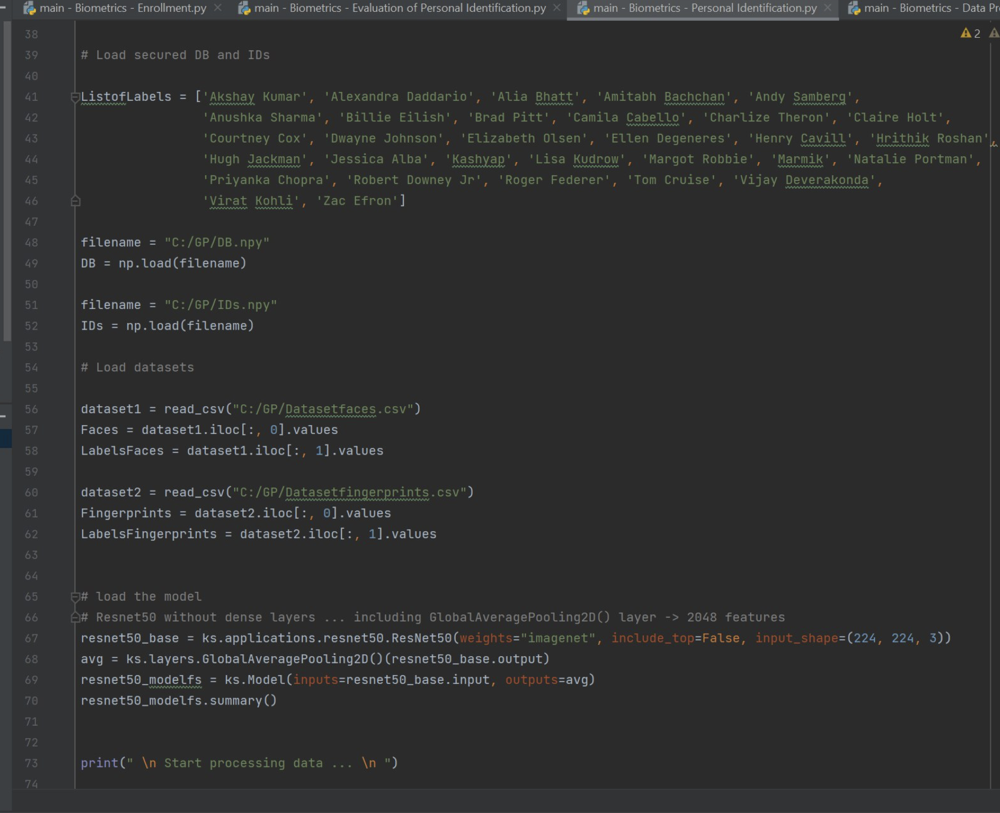 main - Biometrics - Enrollment.py × main - Biometrics - Evaluation of Personal Identification.py × main - Biometrics - Personal Identification.py × main - Biometrics - Data
2
38
39 # Load secured DB and IDs
40
41 ListofLabels = ['Akshay Kumar', 'Alexandra Daddario', 'Alia Bhatt', 'Amitabh Bachchan', 'Andy Samberg',
42 'Anushka Sharma', 'Billie Eilish', 'Brad Pitt', 'Camila Cabello', 'Charlize Theron', 'Claire Holt',
43 'Courtney Cox', 'Dwayne Johnson', 'Elizabeth Olsen', 'Ellen Degeneres', 'Henry Cavill', 'Hrithik Roshan',
44 'Hugh Jackman', 'Jessica Alba', 'Kashyap', 'Lisa Kudrow', 'Margot Robbie', 'Marmik', 'Natalie Portman',
45 'Priyanka Chopra', 'Robert Downey Jr', 'Roger Federer', 'Tom Cruise', 'Vijay Deverakonda',
46 'Virat Kohli', 'Zac Efron']
47
48 filename = "C:/GP/DB.npy"
49 DB = np.load(filename)
50
51 filename = "C:/GP/IDs.npy"
52 IDs = np.load(filename)
53
54 # Load datasets
55
56 dataset1 = read_csv("C:/GP/Datasetfaces.csv")
57 Faces = dataset1.iloc[:, 0].values
58 LabelsFaces = dataset1.iloc[:, 1].values
59
60 dataset2 = read_csv("C:/GP/Datasetfingerprints.csv")
61 Fingerprints = dataset2.iloc[:, 0].values
62 LabelsFingerprints = dataset2.iloc[:, 1].values
63
64
65 # load the model
66 # Resnet50 without dense layers ... including GlobalAveragePooling2D() layer -> 2048 features
67 resnet50_base = ks.applications.resnet50.ResNet50(weights="imagenet", include_top=False, input_shape=(224, 224, 3))
68 avg = ks.layers.GlobalAveragePooling2D()(resnet50_base.output)
69 resnet50_modelfs = ks.Model(inputs=resnet50_base.input, outputs=avg)
70 resnet50_modelfs.summary()
71
72
73 print(" \n Start processing data ... \n ")
74